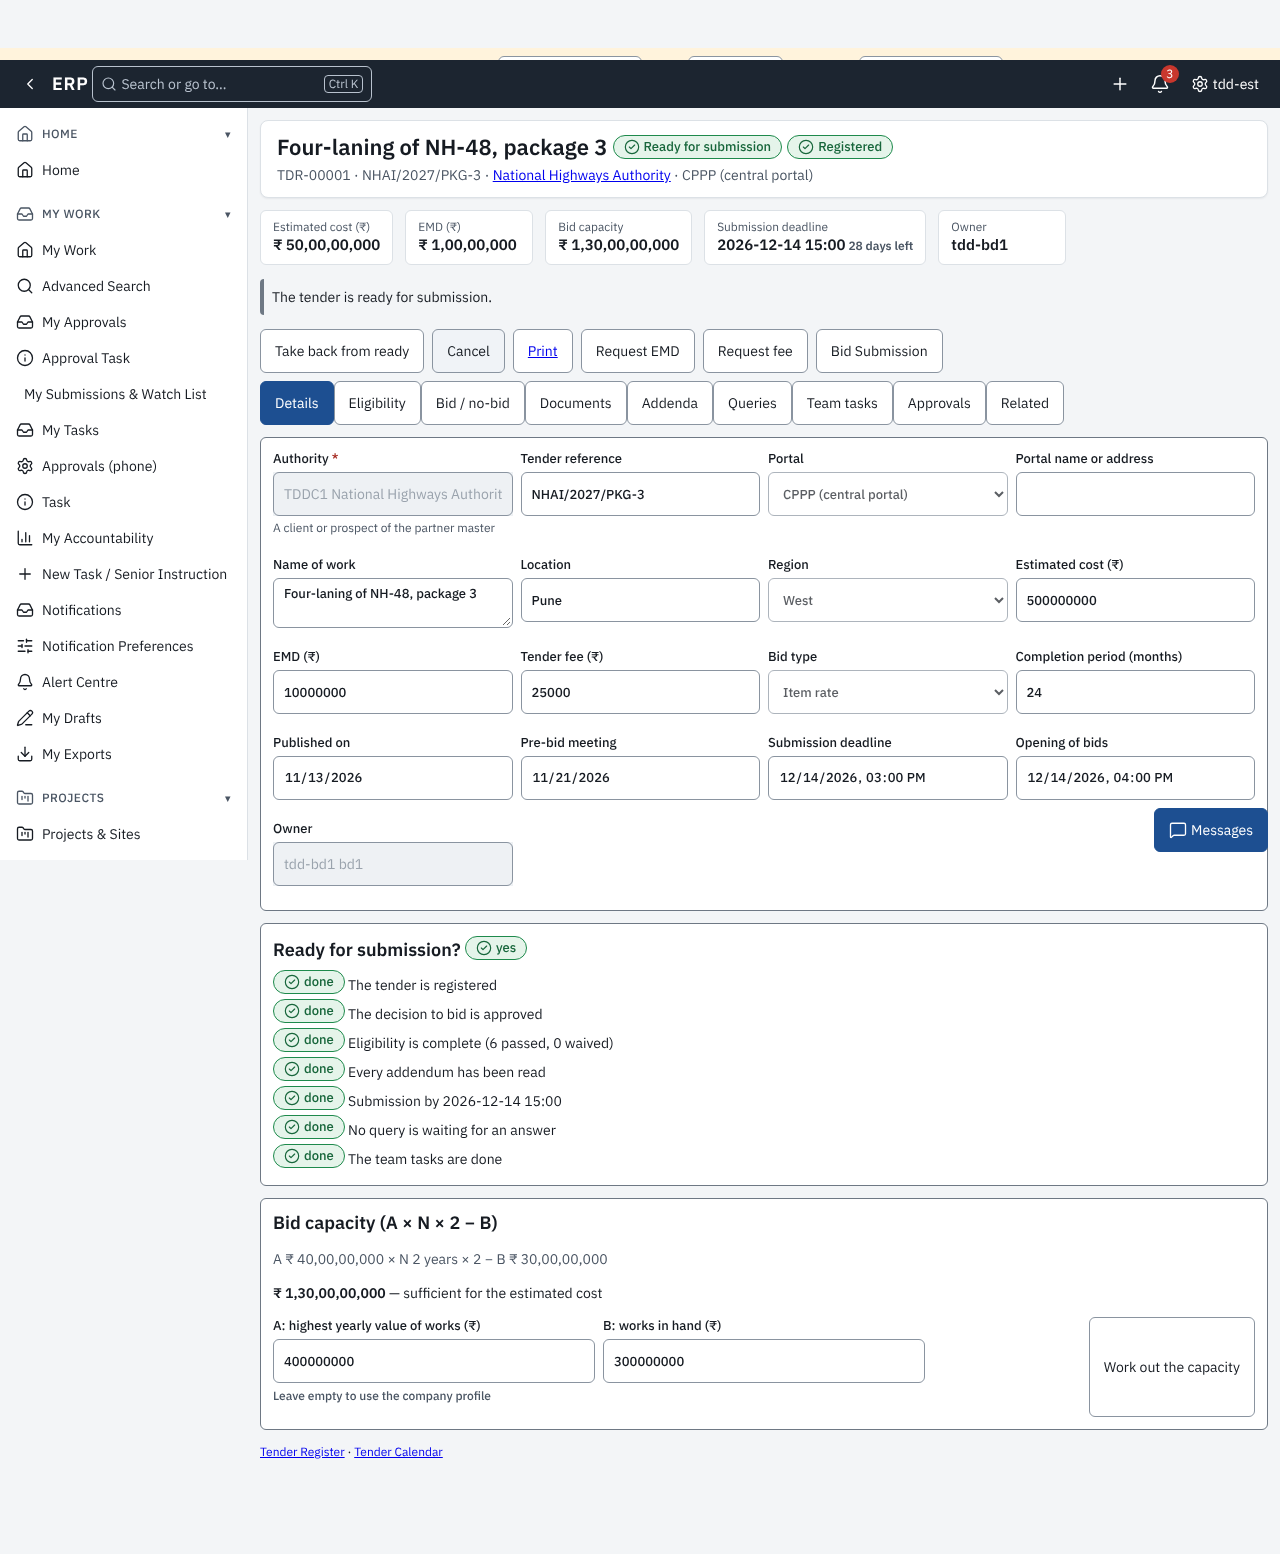 ERP
Search or go to...
Ctrl K
3
tdd-est
HOME
Home
MY WORK
My Work
Advanced Search
My Approvals
Approval Task
My Submissions & Watch List
My Tasks
Approvals (phone)
Task
My Accountability
New Task / Senior Instruction
Notifications
Notification Preferences
Alert Centre
My Drafts
My Exports
PROJECTS
Projects & Sites
Four-laning of NH-48, package 3 Ready for submission Registered
TDR-00001 · NHAI/2027/PKG-3 · National Highways Authority · CPPP (central portal)
Estimated cost (₹)
₹ 50,00,00,000
EMD (₹)
₹ 1,00,00,000
Bid capacity
₹ 1,30,00,00,000
Submission deadline
2026-12-14 15:00 28 days left
Owner
tdd-bd1
The tender is ready for submission.
Take back from ready Cancel Print Request EMD Request fee Bid Submission
Details Eligibility Bid / no-bid Documents Addenda Queries Team tasks Approvals Related
Authority * Tender reference Portal Portal name or address
TDDC1 National Highways Authorit NHAI/2027/PKG-3 CPPP (central portal)
A client or prospect of the partner master
Name of work Location Region Estimated cost (₹)
Four-laning of NH-48, package 3 Pune West 500000000
EMD (₹) Tender fee (₹) Bid type Completion period (months)
10000000 25000 Item rate 24
Published on Pre-bid meeting Submission deadline Opening of bids
11/13/2026 11/21/2026 12/14/2026, 03:00 PM 12/14/2026, 04:00 PM
Owner
tdd-bd1 bd1
Messages
Ready for submission? yes
done The tender is registered
done The decision to bid is approved
done Eligibility is complete (6 passed, 0 waived)
done Every addendum has been read
done Submission by 2026-12-14 15:00
done No query is waiting for an answer
done The team tasks are done
Bid capacity (A × N × 2 − B)
A ₹ 40,00,00,000 × N 2 years × 2 − B ₹ 30,00,00,000
₹ 1,30,00,00,000 — sufficient for the estimated cost
A: highest yearly value of works (₹) B: works in hand (₹)
400000000 300000000
Work out the capacity
Leave empty to use the company profile
Tender Register · Tender Calendar